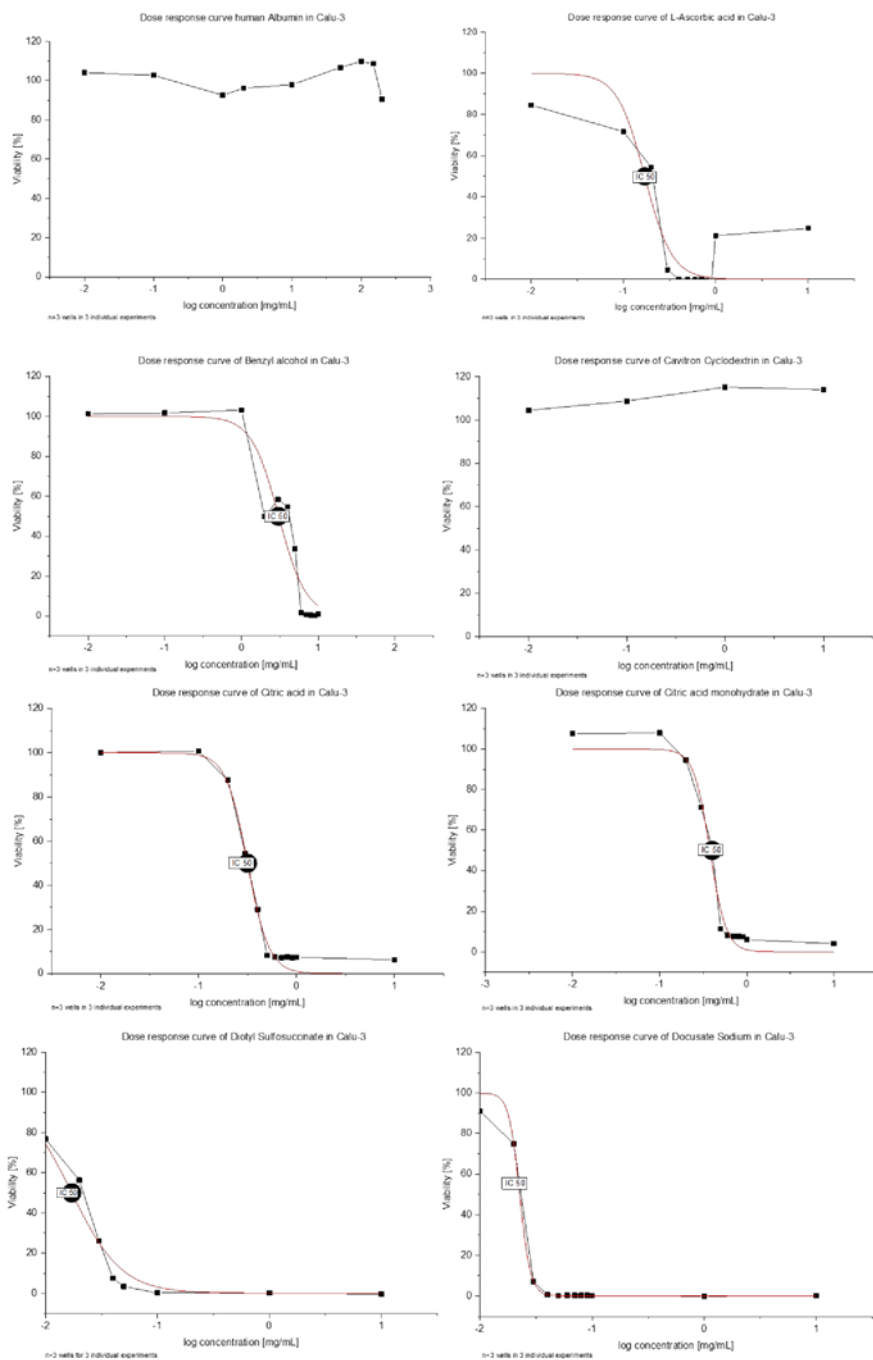 Dose response curve human Albumin in Calu-3
120
100
80
60
40
20
0
Viability [%]
-2 -1 0 1 2 3
log concentration [mg/mL]
n=3 wells in 3 individual experiments
Dose response curve of L-Ascorbic acid in Calu-3
120
100
80
60
40
20
0
Viability [%]
IC 50
-2 -1 0 1
log concentration [mg/mL]
n=3 wells in 3 individual experiments
Dose response curve of Benzyl alcohol in Calu-3
120
100
80
60
40
20
0
Viability [%]
IC 50
-2 -1 0 1 2
log concentration [mg/mL]
n=3 wells in 3 individual experiments
Dose response curve of Cavitron Cyclodextrin in Calu-3
120
100
80
60
40
20
0
Viability [%]
-2 -1 0 1
log concentration [mg/mL]
n=3 wells in 3 individual experiments
Dose response curve of Citric acid in Calu-3
120
100
80
60
40
20
0
Viability [%]
IC 50
-2 -1 0 1
log concentration [mg/mL]
n=3 wells in 3 individual experiments
Dose response curve of Citric acid monohydrate in Calu-3
120
100
80
60
40
20
0
Viability [%]
IC 50
-3 -2 -1 0 1
log concentration [mg/mL]
n=3 wells in 3 individual experiments
Dose response curve of Diotyl Sulfosuccinate in Calu-3
120
100
80
60
40
20
0
Viability [%]
IC 50
-2 -1 0 1
log concentration [mg/mL]
n=3 wells for 3 individual experiments
Dose response curve of Docusate Sodium in Calu-3
120
100
80
60
40
20
0
Viability [%]
IC 50
-2 -1 0 1
log concentration [mg/mL]
n=3 wells in 3 individual experiments